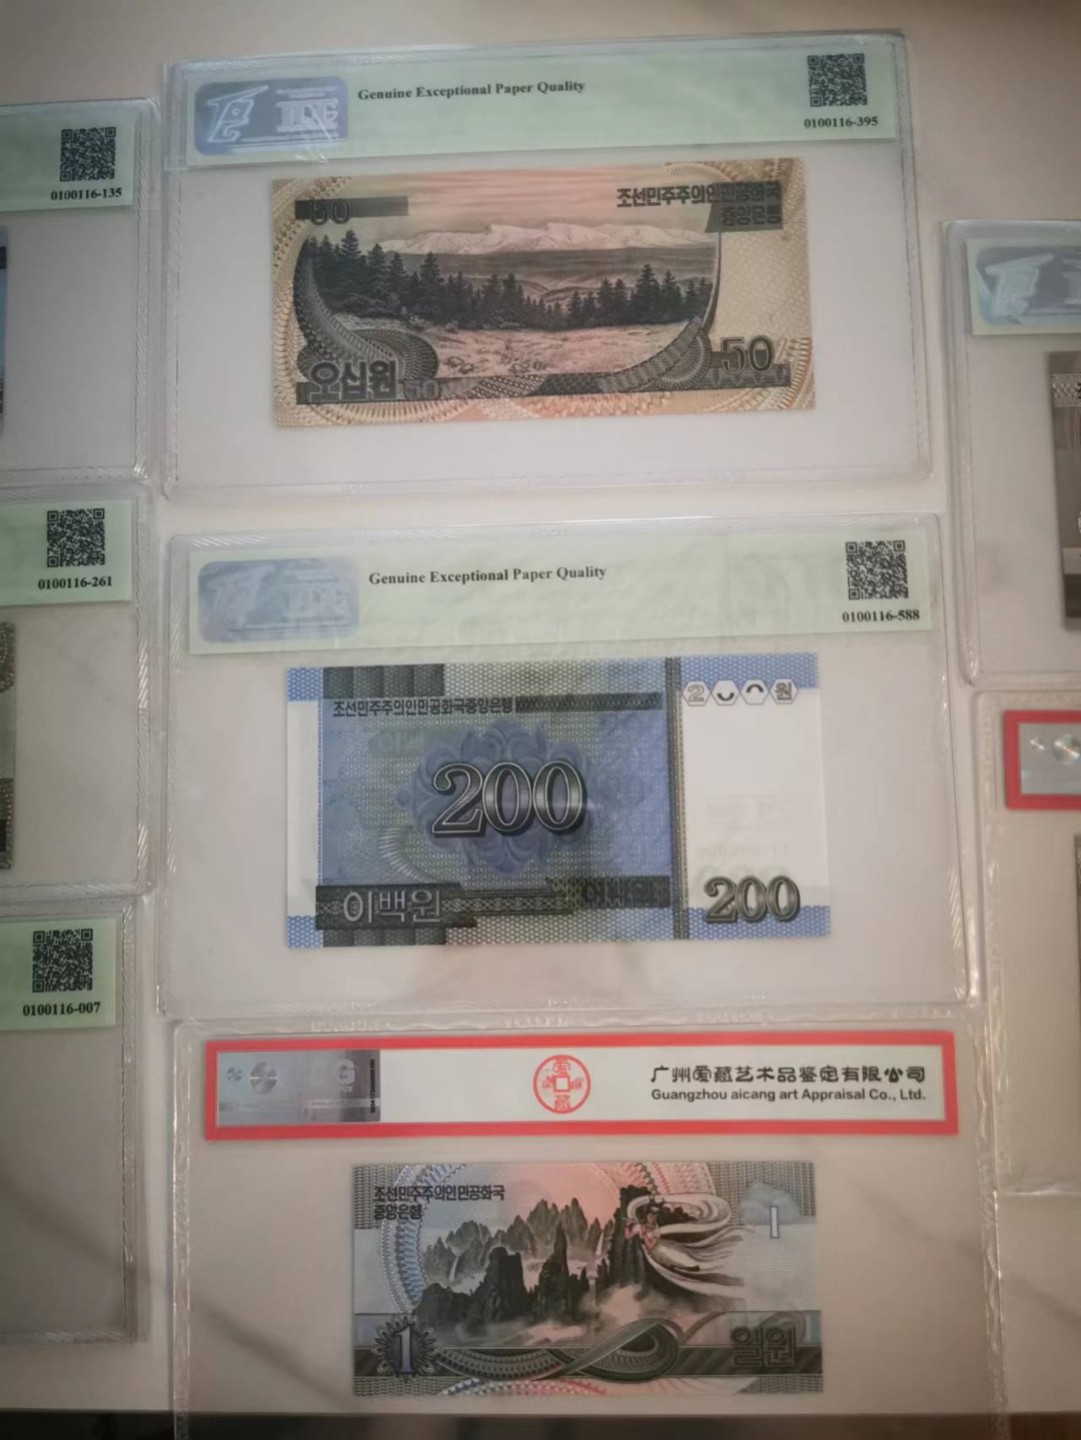 Genuine Exceptional Paper Quality
0100116-395
0100116-135
50
조선민주주의인민공화국
중앙은행
50
오십원
50
Genuine Exceptional Paper Quality
0100116-588
0100116-261
조선민주주의인민공화국중앙은행
2 원
200
이백원
200
0100116-007
广州爱藏艺术品鉴定有限公司
Guangzhou aicang art Appraisal Co., Ltd.
조선민주주의인민공화국
중앙은행
1
1
일원